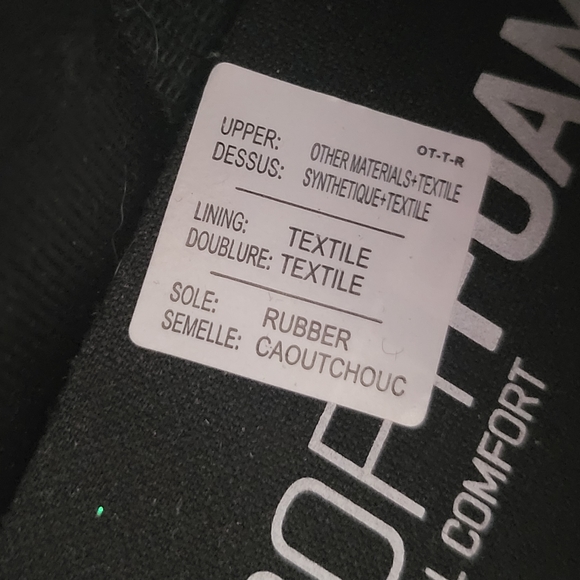 OT-T-R
UPPER: OTHER MATERIALS+TEXTILE
DESSUS: SYNTHETIQUE+TEXTILE
LINING: TEXTILE
DOUBLURE: TEXTILE
SOLE: RUBBER
SEMELLE: CAOUTCHOUC
COMFORT